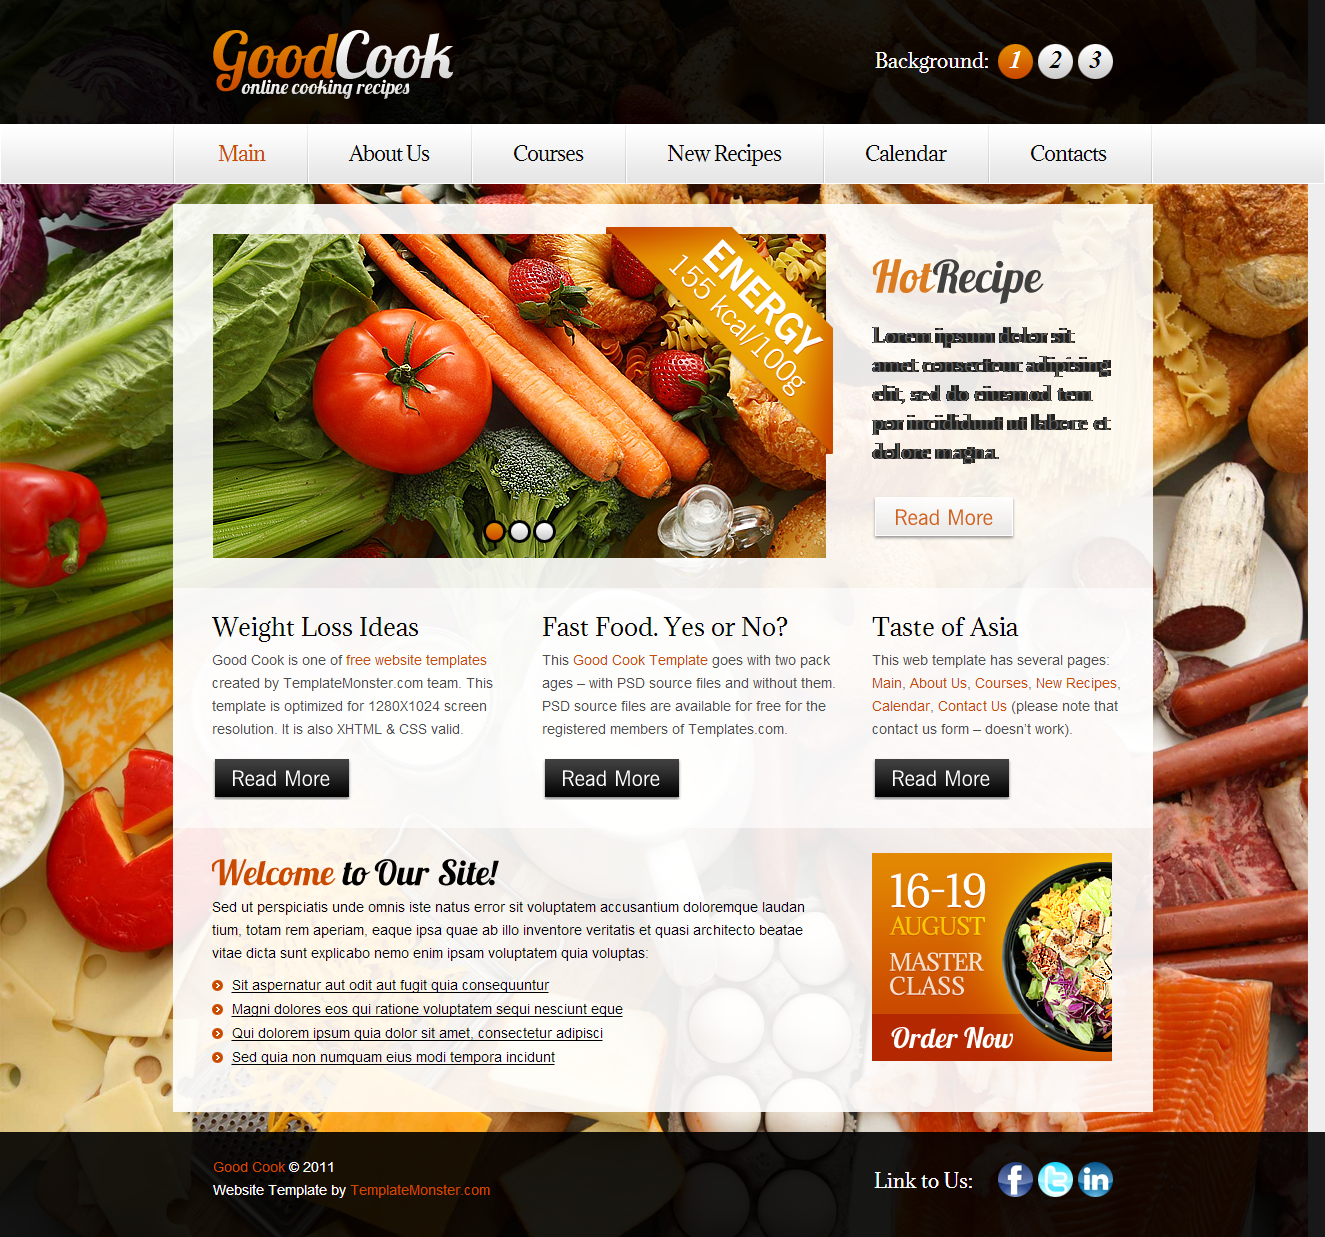 GoodCook
online cooking recipes
Background: 1 2 3
Main About Us Courses New Recipes Calendar Contacts
ENERGY
155 kcal/100g
HotRecipe
Lorem ipsum dolor sit
amet consectetur adipising
elit, sed do eiusmod tem
por incididunt ut labore et
dolore magna.
Read More
Weight Loss Ideas
Good Cook is one of free website templates
created by TemplateMonster.com team. This
template is optimized for 1280X1024 screen
resolution. It is also XHTML & CSS valid.
Read More
Fast Food. Yes or No?
This Good Cook Template goes with two pack
ages – with PSD source files and without them.
PSD source files are available for free for the
registered members of Templates.com.
Read More
Taste of Asia
This web template has several pages:
Main, About Us, Courses, New Recipes,
Calendar, Contact Us (please note that
contact us form – doesn't work).
Read More
Welcome to Our Site!
Sed ut perspiciatis unde omnis iste natus error sit voluptatem accusantium doloremque laudan
tium, totam rem aperiam, eaque ipsa quae ab illo inventore veritatis et quasi architecto beatae
vitae dicta sunt explicabo nemo enim ipsam voluptatem quia voluptas:
Sit aspernatur aut odit aut fugit quia consequuntur
Magni dolores eos qui ratione voluptatem sequi nesciunt eque
Qui dolorem ipsum quia dolor sit amet, consectetur adipisci
Sed quia non numquam eius modi tempora incidunt
16-19
AUGUST
MASTER
CLASS
Order Now
Good Cook © 2011
Website Template by TemplateMonster.com
Link to Us: f t in